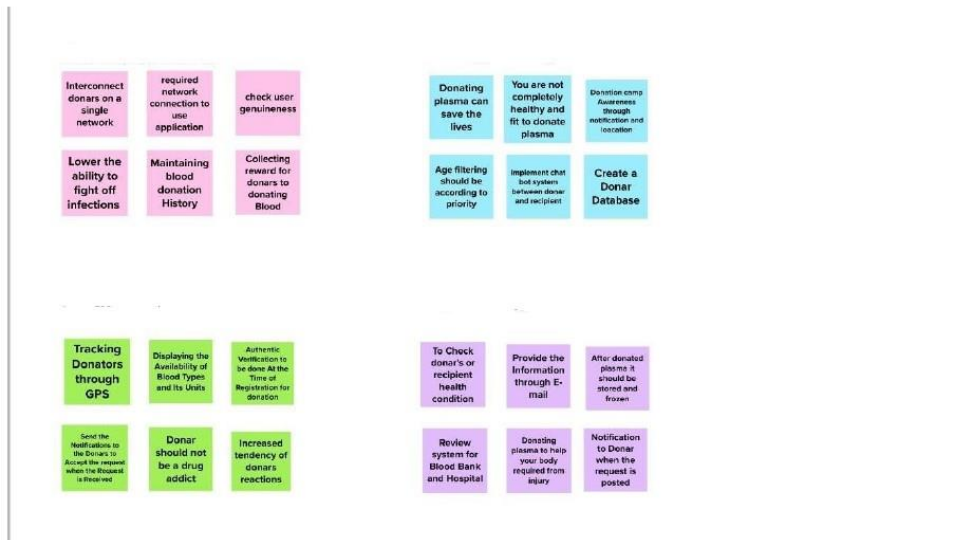 Interconnect
donars on a
single
network
required
network
connection to
use
application
check user
genuineness
Lower the
ability to
fight off
infections
Maintaining
blood
donation
History
Collecting
reward for
donars to
donating
Blood
Donating
plasma can
save the
lives
You are not
completely
healthy and
fit to donate
plasma
Donation camp
Awareness
through
notification and
loacation
Age filtering
should be
according to
priority
Implement chat
bot system
between donar
and recipient
Create a
Donar
Database
Tracking
Donators
through
GPS
Displaying the
Availability of
Blood Types
and Its Units
Authentic
Verification to
be done At the
Time of
Registration for
donation
Send the
Notifications to
the Donars to
Accept the request
when the Request
is Received
Donar
should not
be a drug
addict
Increased
tendency of
donars
reactions
To Check
donar's or
recipient
health
condition
Provide the
Information
through E-
mail
After donated
plasma it
should be
stored and
frozen
Review
system for
Blood Bank
and Hospital
Donating
plasma to help
your body
required from
injury
Notification
to Donar
when the
request is
posted